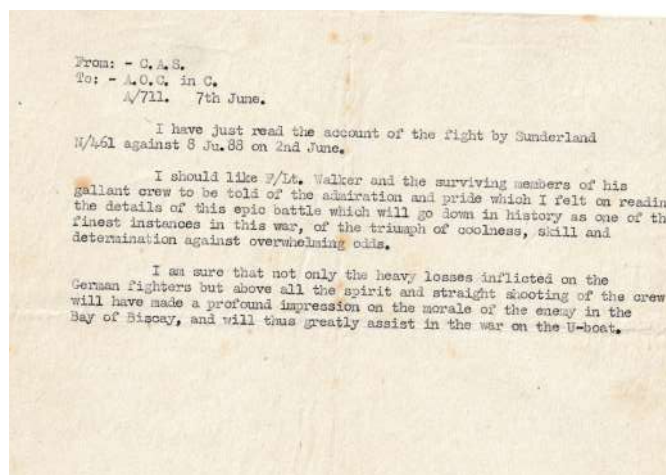 From: - C.A.S.
To: - A.O.C. in C.
A/711. 7th June.
I have just read the account of the fight by Sunderland
N/461 against 8 Ju.88 on 2nd June.
I should like F/Lt. Walker and the surviving members of his
gallant crew to be told of the admiration and pride which I felt on readin
the details of this epic battle which will go down in history as one of th
finest instances in this war, of the triumph of coolness, skill and
determination against overwhelming odds.
I am sure that not only the heavy losses inflicted on the
German fighters but above all the spirit and straight shooting of the crew
will have made a profound impression on the morale of the enemy in the
Bay of Biscay, and will thus greatly assist in the war on the U-boat.